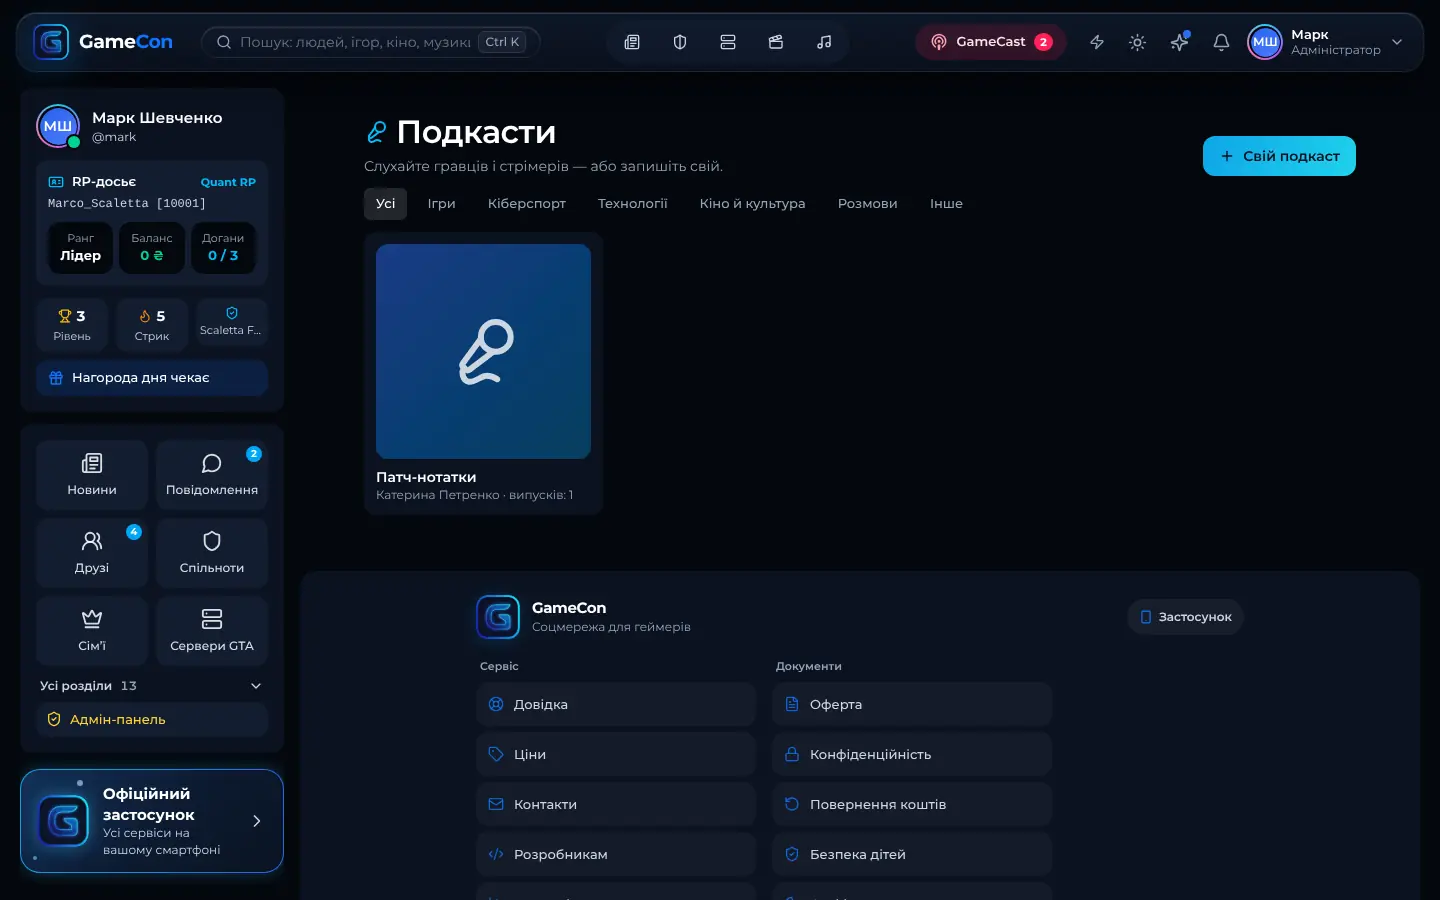 GameCon
Пошук: людей, ігор, кіно, музику
Ctrl K
GameCast 2
МШ
Марк
Адміністратор
МШ
Марк Шевченко
@mark
RP-досьє
Quant RP
Marco_Scaletta [10001]
Ранг
Лідер
Баланс
0 ₴
Догани
0 / 3
3
Рівень
5
Стрик
Scaletta F...
Нагорода дня чекає
Новини
Повідомлення
2
Друзі
4
Спільноти
Сім'ї
Сервери GTA
Усі розділи 13
Адмін-панель
Офіційний
застосунок
Усі сервіси на
вашому смартфоні
Подкасти
Слухайте гравців і стрімерів — або запишіть свій.
+ Свій подкаст
Усі
Ігри
Кіберспорт
Технології
Кіно й культура
Розмови
Інше
Патч-нотатки
Катерина Петренко · випусків: 1
GameCon
Соцмережа для геймерів
Застосунок
Сервіс
Документи
Довідка
Оферта
Ціни
Конфіденційність
Контакти
Повернення коштів
Розробникам
Безпека дітей